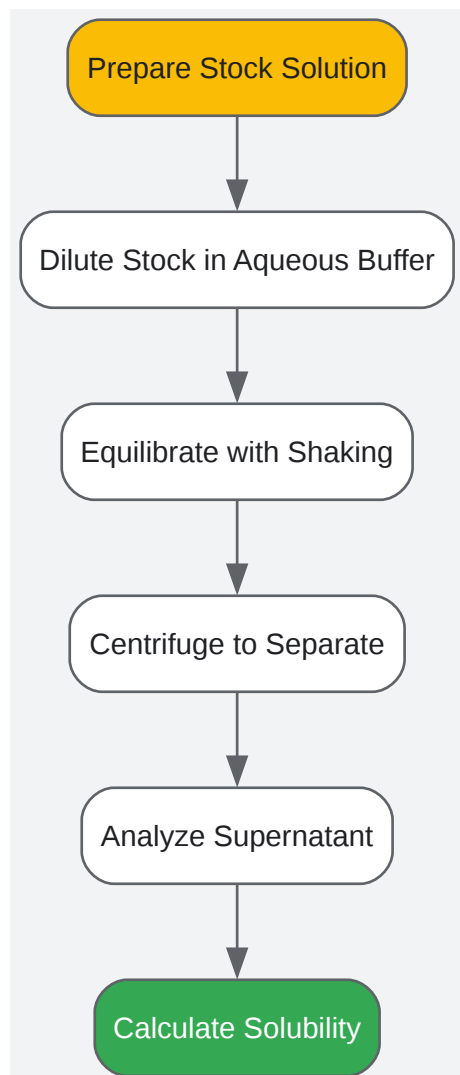 Prepare Stock Solution
Dilute Stock in Aqueous Buffer
Equilibrate with Shaking
Centrifuge to Separate
Analyze Supernatant
Calculate Solubility